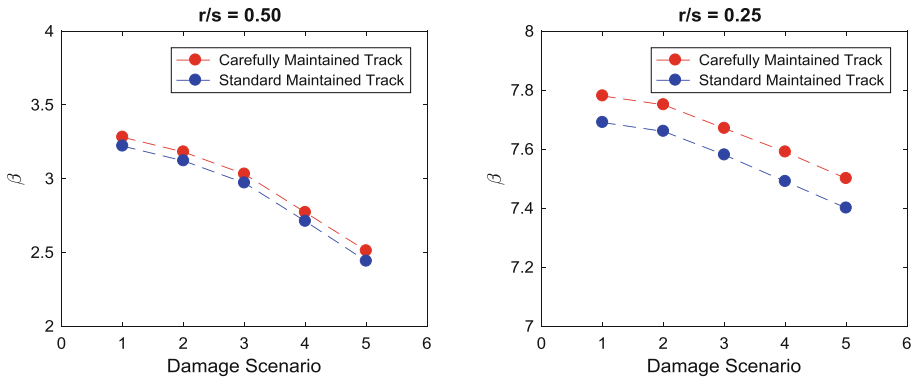 r/s = 0.50
4
3.5
3
2.5
2
β
Carefully Maintained Track
Standard Maintained Track
0 1 2 3 4 5 6
Damage Scenario
r/s = 0.25
8
7.8
7.6
7.4
7.2
7
β
Carefully Maintained Track
Standard Maintained Track
0 1 2 3 4 5 6
Damage Scenario